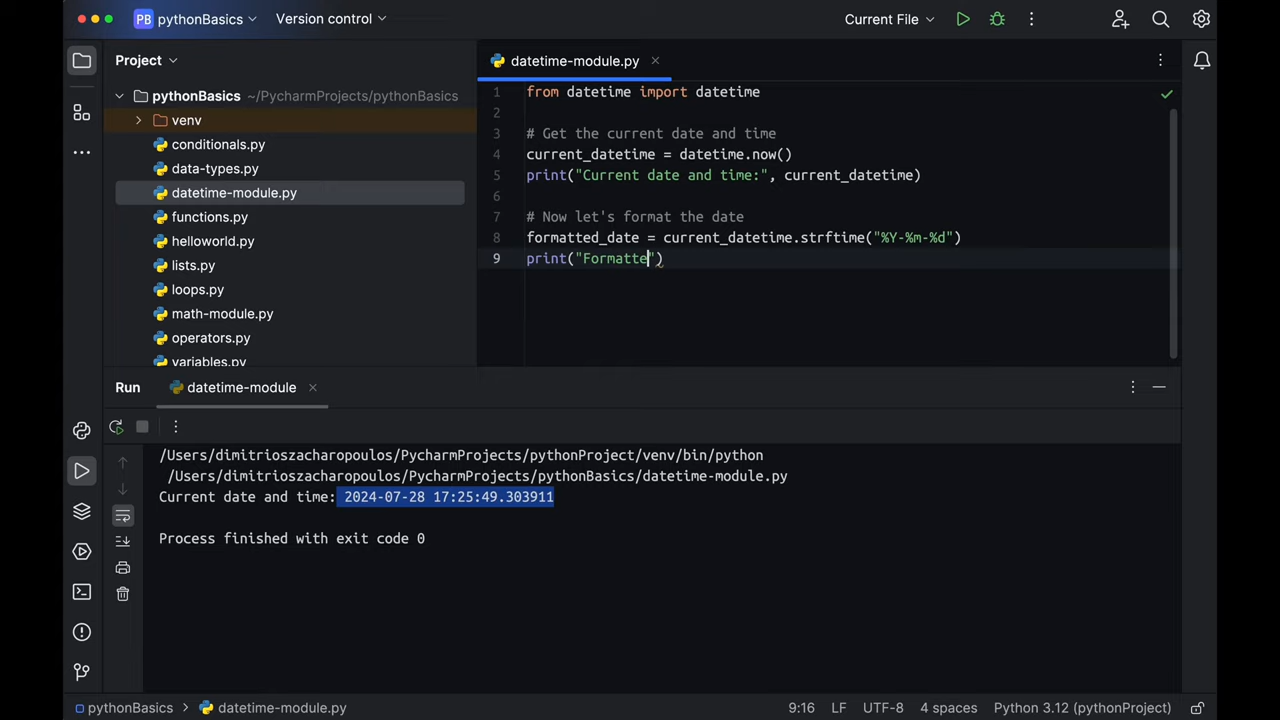 PB pythonBasics Version control Current File
Project
pythonBasics ~/PycharmProjects/pythonBasics
venv
conditionals.py
data-types.py
datetime-module.py
functions.py
helloworld.py
lists.py
loops.py
math-module.py
operators.py
variables.py
datetime-module.py
1 from datetime import datetime
2
3 # Get the current date and time
4 current_datetime = datetime.now()
5 print("Current date and time:", current_datetime)
6
7 # Now let's format the date
8 formatted_date = current_datetime.strftime("%Y-%m-%d")
9 print("Formatte")
Run datetime-module
/Users/dimitrioszacharopoulos/PycharmProjects/pythonProject/venv/bin/python
/Users/dimitrioszacharopoulos/PycharmProjects/pythonBasics/datetime-module.py
Current date and time: 2024-07-28 17:25:49.303911
Process finished with exit code 0
pythonBasics datetime-module.py 9:16 LF UTF-8 4 spaces Python 3.12 (pythonProject)